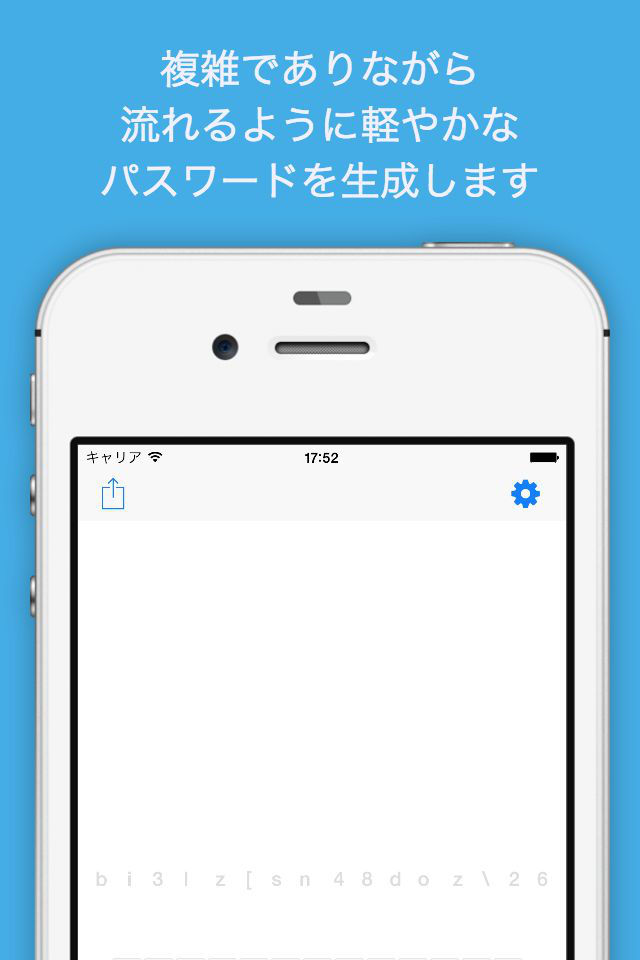 複雑でありながら
流れるように軽やかな
パスワードを生成します
キャリア 17:52
b i 3 l z [ s n 4 8 d o z \ 2 6